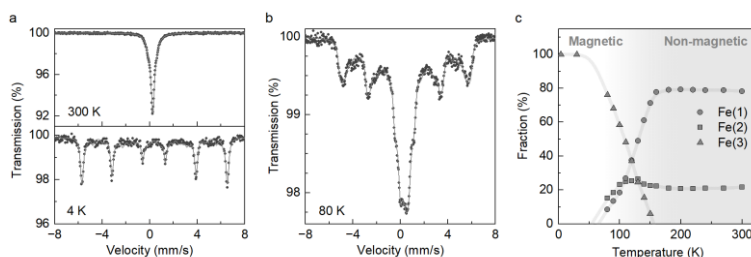 a
100
96
92
300 K
100
98
96
4 K
-8 -4 0 4 8
Velocity (mm/s)
Transmission (%)
b
100
99
98
80 K
-8 -4 0 4 8
Velocity (mm/s)
Transmission (%)
c
Magnetic Non-magnetic
100
80
60
40
20
0
Fe(1)
Fe(2)
Fe(3)
0 100 200 300
Temperature (K)
Fraction (%)